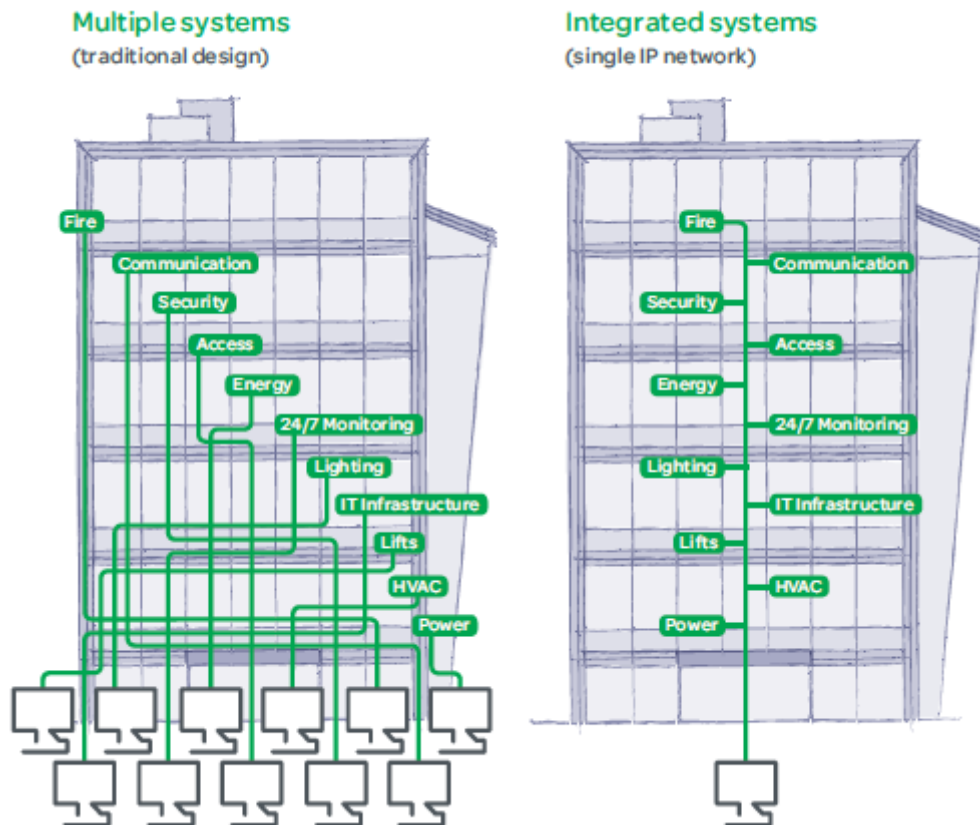 Multiple systems
(traditional design)
Fire
Communication
Security
Access
Energy
24/7 Monitoring
Lighting
IT Infrastructure
Lifts
HVAC
Power
Integrated systems
(single IP network)
Fire
Communication
Security
Access
Energy
24/7 Monitoring
Lighting
IT Infrastructure
Lifts
HVAC
Power